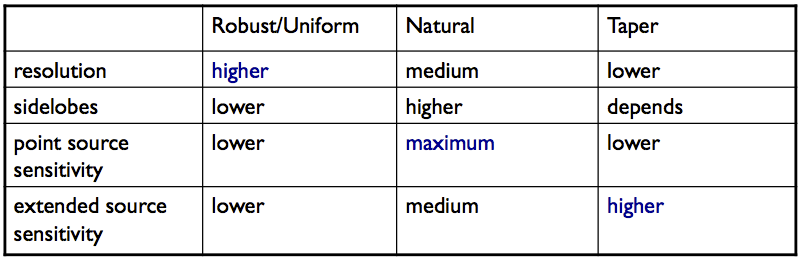 Robust/Uniform Natural Taper
resolution higher medium lower
sidelobes lower higher depends
point source sensitivity lower maximum lower
extended source sensitivity lower medium higher